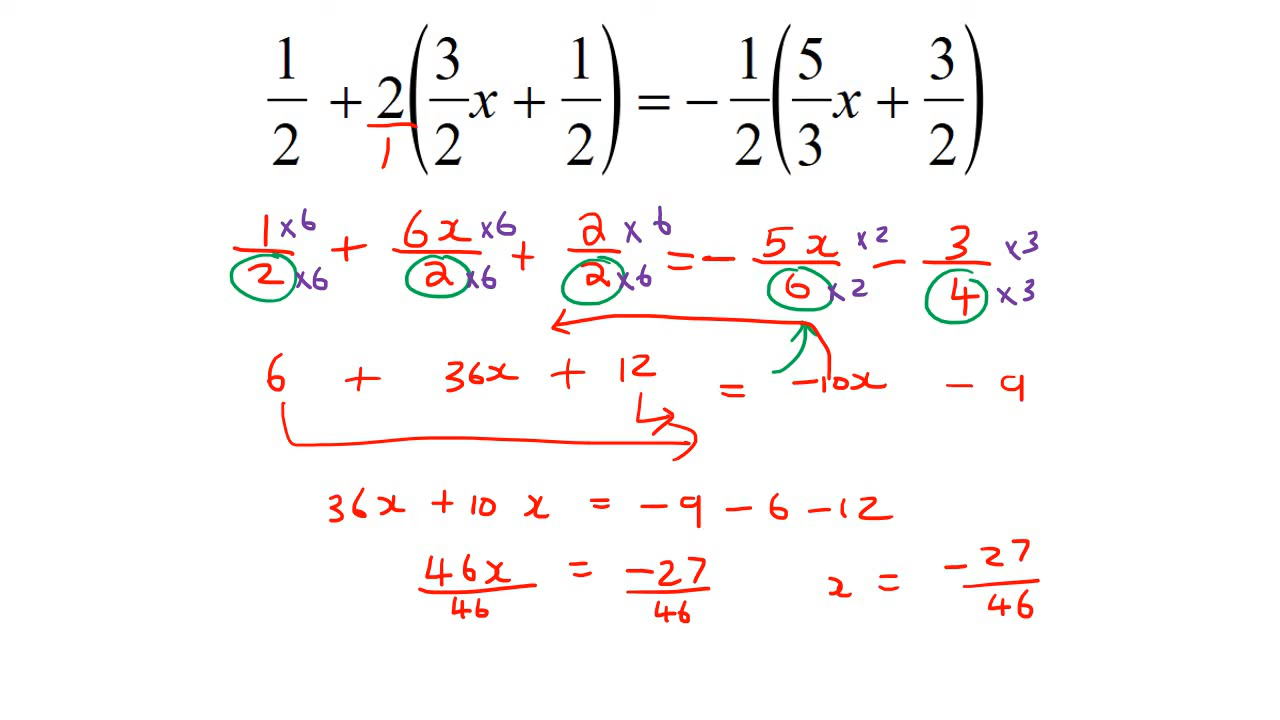 1/2 + 2/1 (3/2 x + 1/2) = − 1/2 (5/3 x + 3/2)
1×6/2×6 + 6x×6/2×6 + 2×6/2×6 = − 5x×2/6×2 − 3×3/4×3
6 + 36x + 12 = −10x − 9
36x + 10x = −9 − 6 −12
46x/46 = −27/46 x = −27/46